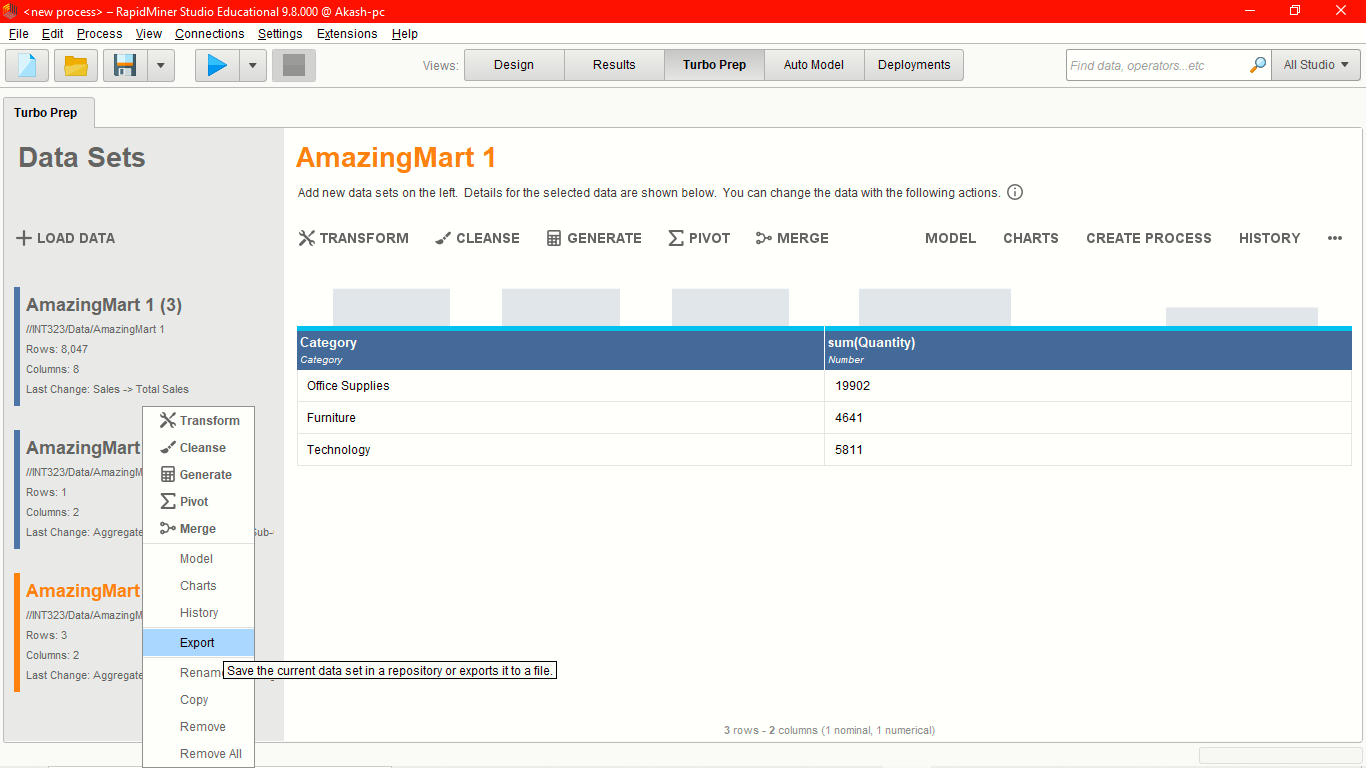 <new process> – RapidMiner Studio Educational 9.8.000 @ Akash-pc
File Edit Process View Connections Settings Extensions Help
Views: Design Results Turbo Prep Auto Model Deployments Find data, operators...etc All Studio
Turbo Prep
Data Sets
LOAD DATA
AmazingMart 1 (3)
//INT323/Data/AmazingMart 1
Rows: 8,047
Columns: 8
Last Change: Sales -> Total Sales
AmazingMart
//INT323/Data/AmazingM
Rows: 1
Columns: 2
Last Change: Aggregate Sub-
AmazingMart
//INT323/Data/AmazingM
Rows: 3
Columns: 2
Last Change: Aggregate
Transform
Cleanse
Generate
Pivot
Merge
Model
Charts
History
Export
Renam
Copy
Remove
Remove All
Save the current data set in a repository or exports it to a file.
AmazingMart 1
Add new data sets on the left. Details for the selected data are shown below. You can change the data with the following actions.
TRANSFORM CLEANSE GENERATE PIVOT MERGE MODEL CHARTS CREATE PROCESS HISTORY •••
Category sum(Quantity)
Category Number
Office Supplies 19902
Furniture 4641
Technology 5811
3 rows - 2 columns (1 nominal, 1 numerical)